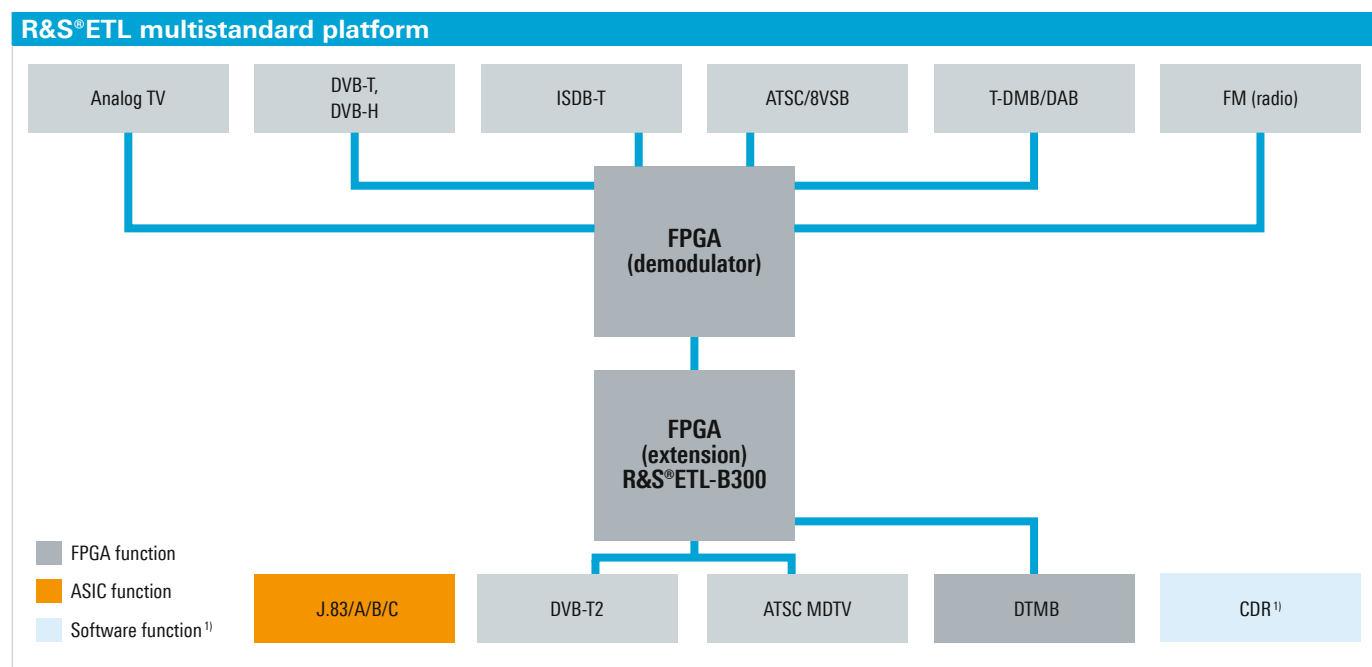 R&S®ETL multistandard platform
Analog TV
DVB-T,
DVB-H
ISDB-T
ATSC/8VSB
T-DMB/DAB
FM (radio)
FPGA
(demodulator)
FPGA
(extension)
R&S®ETL-B300
FPGA function
ASIC function
Software function 1)
J.83/A/B/C
DVB-T2
ATSC MDTV
DTMB
CDR 1)